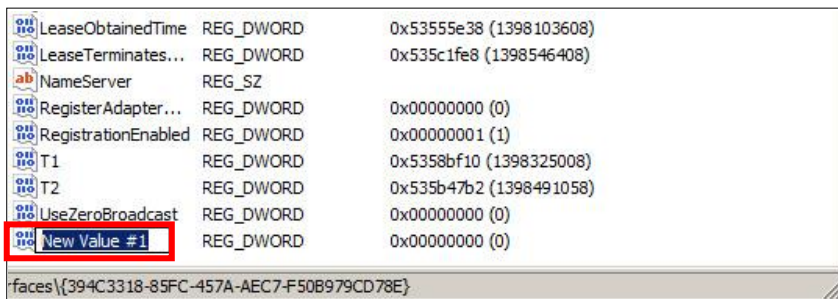 LeaseObtainedTime REG_DWORD 0x53555e38 (1398103608)
LeaseTerminates... REG_DWORD 0x535c1fe8 (1398546408)
ab NameServer REG_SZ
RegisterAdapter... REG_DWORD 0x00000000 (0)
RegistrationEnabled REG_DWORD 0x00000001 (1)
T1 REG_DWORD 0x5358bf10 (1398325008)
T2 REG_DWORD 0x535b47b2 (1398491058)
UseZeroBroadcast REG_DWORD 0x00000000 (0)
New Value #1 REG_DWORD 0x00000000 (0)
rfaces\{394C3318-85FC-457A-AEC7-F50B979CD78E}